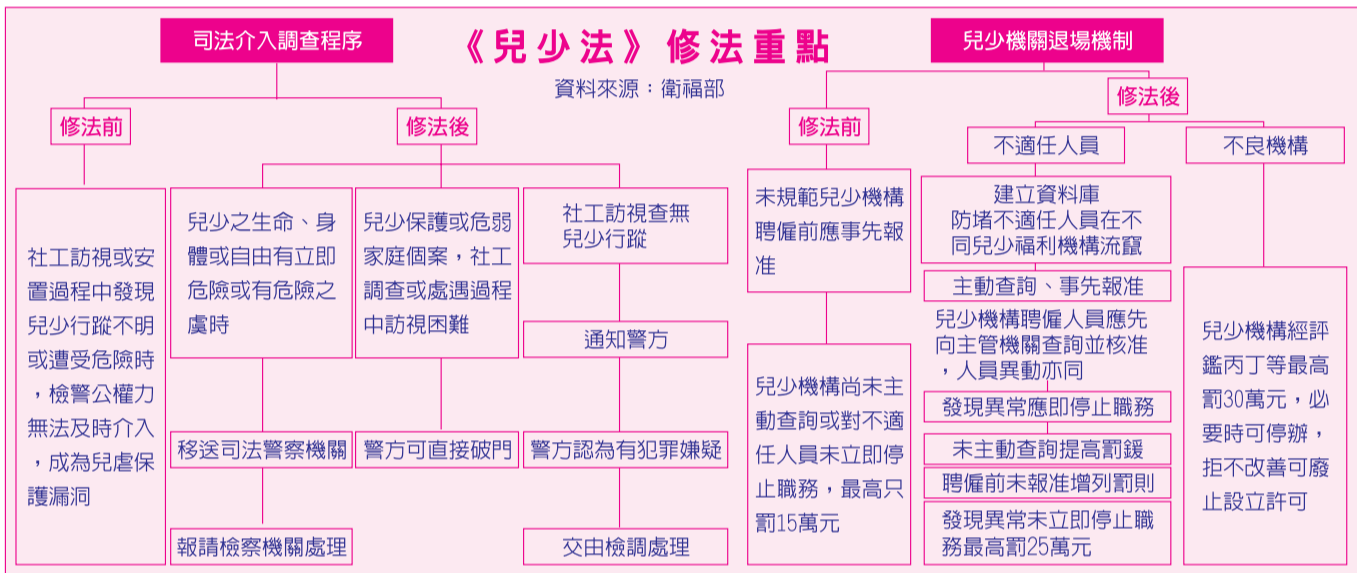 《兒少法》修法重點
資料來源：衛福部
司法介入調查程序
修法前
社工訪視或安
置過程中發現
兒少行蹤不明
或遭受危險時
，檢警公權力
無法及時介入
，成為兒虐保
護漏洞
修法後
兒少之生命、身
體或自由有立即
危險或有危險之
虞時
移送司法警察機關
報請檢察機關處理
兒少保護或危弱
家庭個案，社工
調查或處遇過程
中訪視困難
警方可直接破門
社工訪視查無
兒少行蹤
通知警方
警方認為有犯罪嫌疑
交由檢調處理
兒少機關退場機制
修法前
未規範兒少機構
聘僱前應事先報
准
兒少機構尚未主
動查詢或對不適
任人員未立即停
止職務，最高只
罰15萬元
修法後
不適任人員
建立資料庫
防堵不適任人員在不
同兒少福利機構流竄
主動查詢、事先報准
兒少機構聘僱人員應先
向主管機關查詢並核准
，人員異動亦同
發現異常應即停止職務
未主動查詢提高罰鍰
聘僱前未報准增列罰則
發現異常未立即停止職
務最高罰25萬元
不良機構
兒少機構經評
鑑丙丁等最高
罰30萬元，必
要時可停辦，
拒不改善可廢
止設立許可